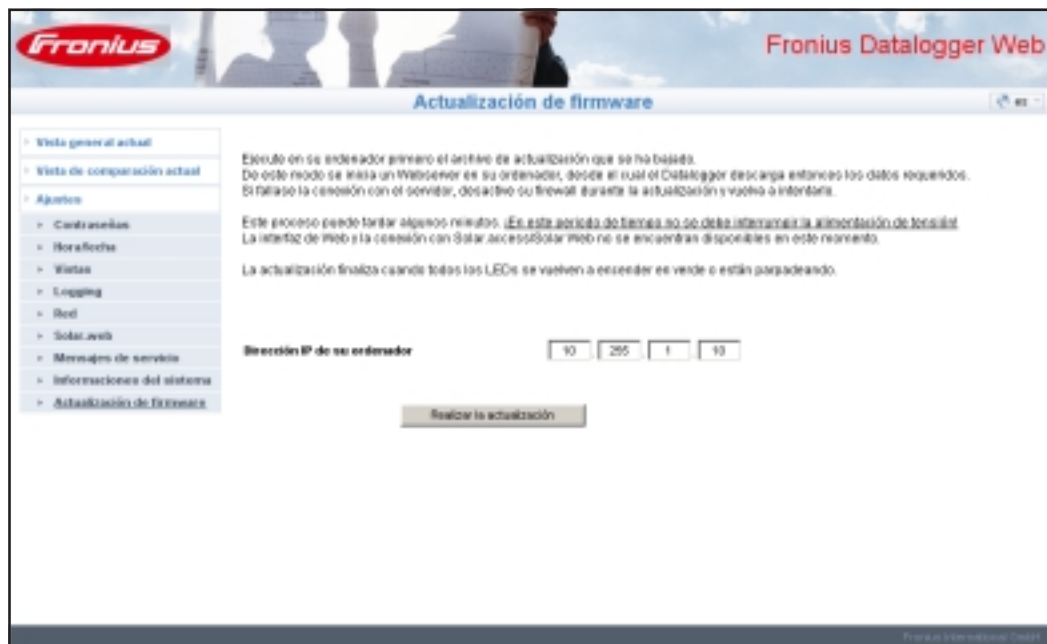 Fronius
Fronius Datalogger Web
Actualización de firmware
es
Vista general actual
Vista de comparación actual
Ajustes
Contraseñas
Hora/fecha
Vistas
Logging
Red
Solar.web
Mensajes de servicio
Informaciones del sistema
Actualización de firmware
Ejecute en su ordenador primero el archivo de actualización que se ha bajado.
De este modo se inicia un Webserver en su ordenador, desde el cual el Datalogger descarga entonces los datos requeridos.
Si fallase la conexión con el servidor, desactive su firewall durante la actualización y vuelva a intentarlo.
Este proceso puede tardar algunos minutos. ¡En este periodo de tiempo no se debe interrumpir la alimentación de tensión!
La interfaz de Web y la conexión con Solar.access/Solar.Web no se encuentran disponibles en este momento.
La actualización finaliza cuando todos los LEDs se vuelven a encender en verde o están parpadeando.
Dirección IP de su ordenador 10 . 255 . 1 . 10
Realizar la actualización
Fronius International GmbH